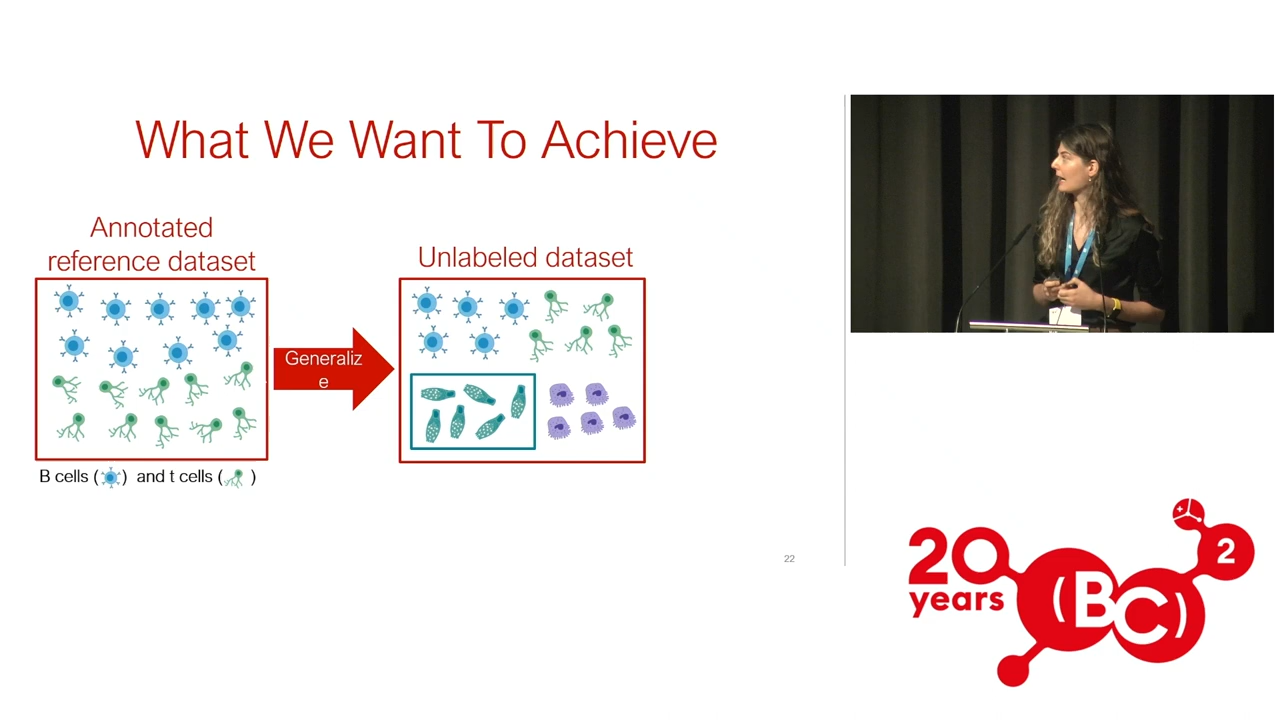 What We Want To Achieve
Annotated
reference dataset
Unlabeled dataset
Generaliz
e
B cells ( ) and t cells ( )
22
20
years
(BC)
2